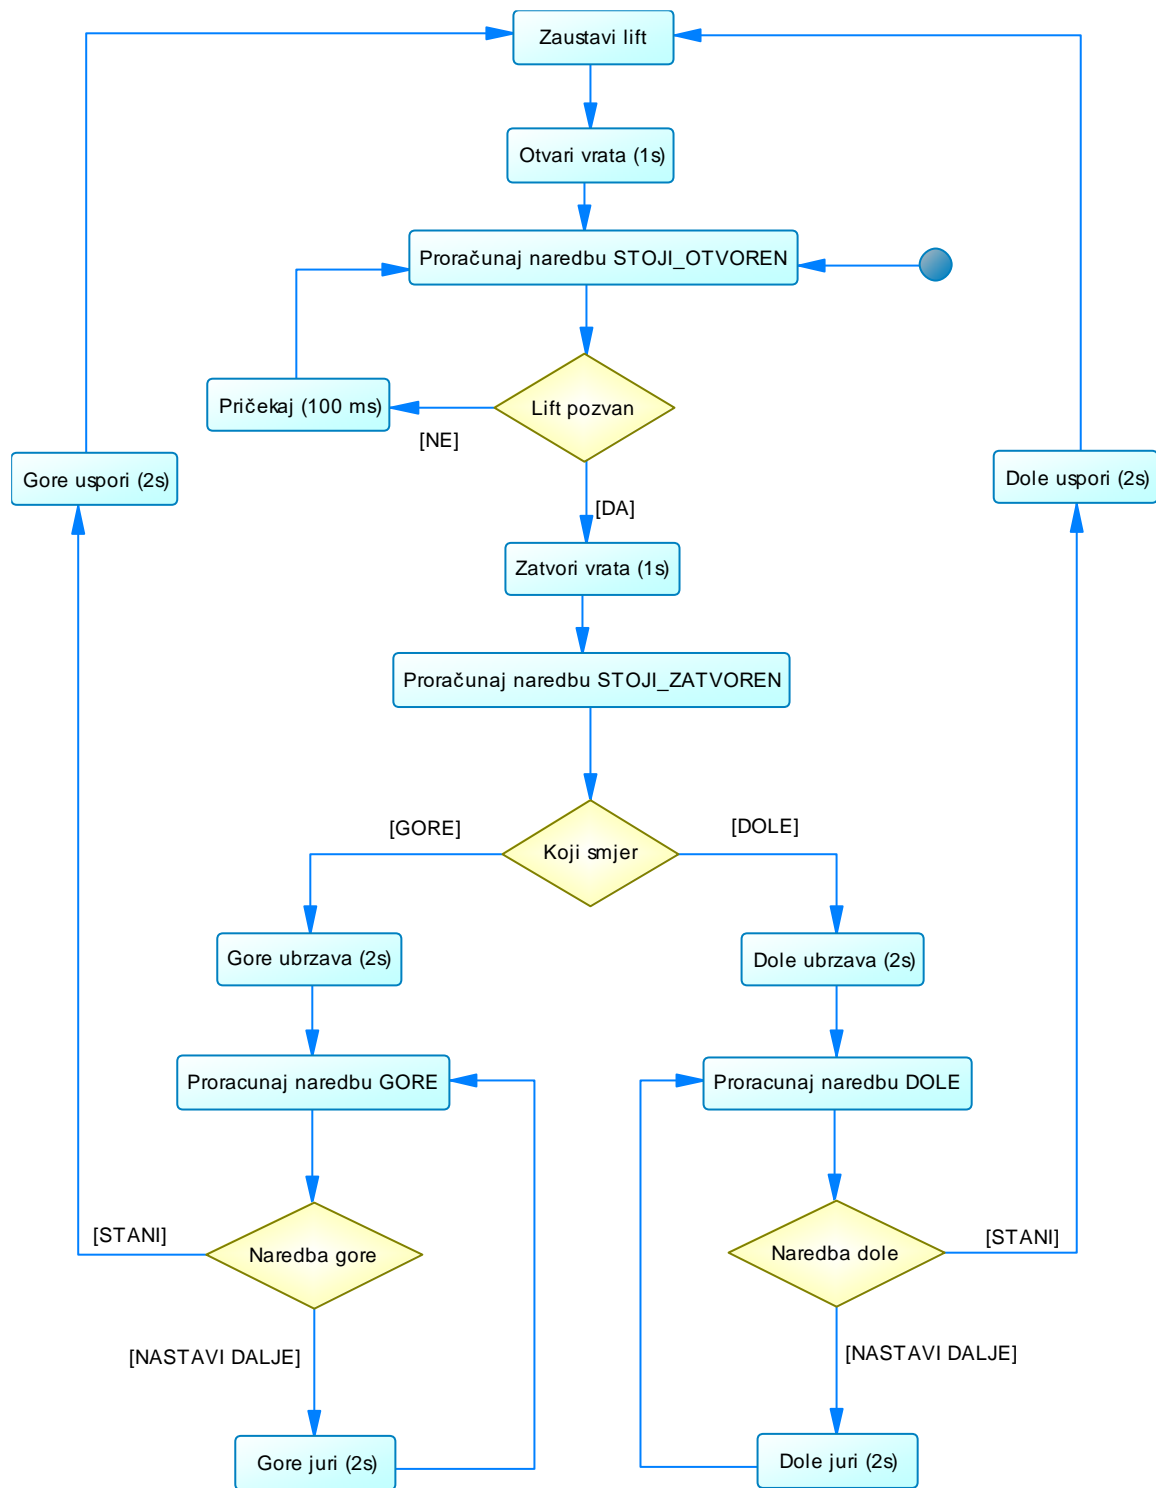 Zaustavi lift
Otvari vrata (1s)
Proračunaj naredbu STOJI_OTVOREN
Lift pozvan
Pričekaj (100 ms)
[NE]
Gore uspori (2s)
Dole uspori (2s)
[DA]
Zatvori vrata (1s)
Proračunaj naredbu STOJI_ZATVOREN
[GORE]
[DOLE]
Koji smjer
Gore ubrzava (2s)
Dole ubrzava (2s)
Proracunaj naredbu GORE
Proracunaj naredbu DOLE
[STANI]
Naredba gore
Naredba dole
[STANI]
[NASTAVI DALJE]
[NASTAVI DALJE]
Gore juri (2s)
Dole juri (2s)